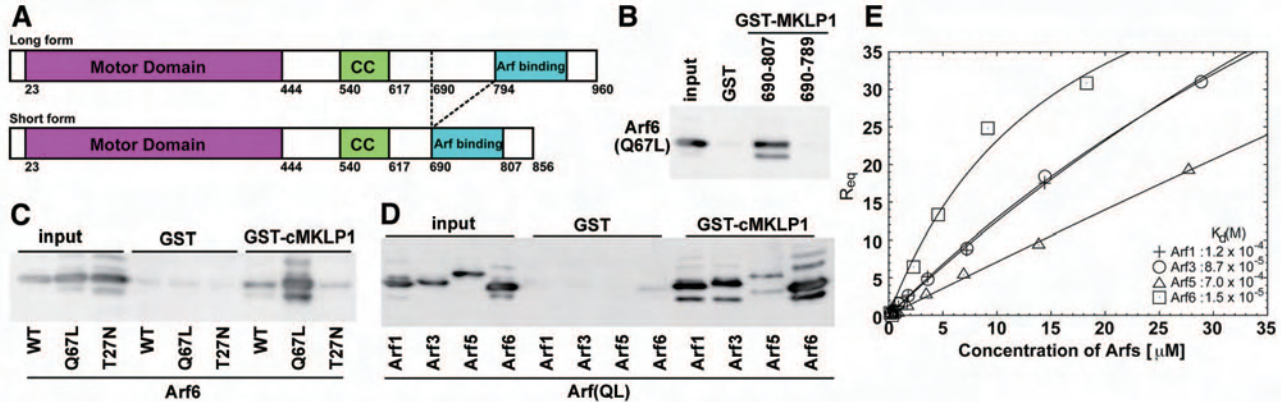 A
Long form
Motor Domain
CC
Arf binding
23 444 540 617 690 794 960
Short form
Motor Domain
CC
Arf binding
23 444 540 617 690 807 856
B
GST-MKLP1
input
GST
690-807
690-789
Arf6
(Q67L)
C
input GST GST-cMKLP1
WT
Q67L
T27N
WT
Q67L
T27N
WT
Q67L
T27N
Arf6
D
input GST GST-cMKLP1
Arf1
Arf3
Arf5
Arf6
Arf1
Arf3
Arf5
Arf6
Arf1
Arf3
Arf5
Arf6
Arf(QL)
E
Req
35
30
25
20
15
10
5
0
0 5 10 15 20 25 30 35
Concentration of Arfs [μM]
Kd(M)
Arf1 :1.2 x 10⁻⁴
Arf3 :8.7 x 10⁻⁵
Arf5 :7.0 x 10⁻⁴
Arf6 :1.5 x 10⁻⁵